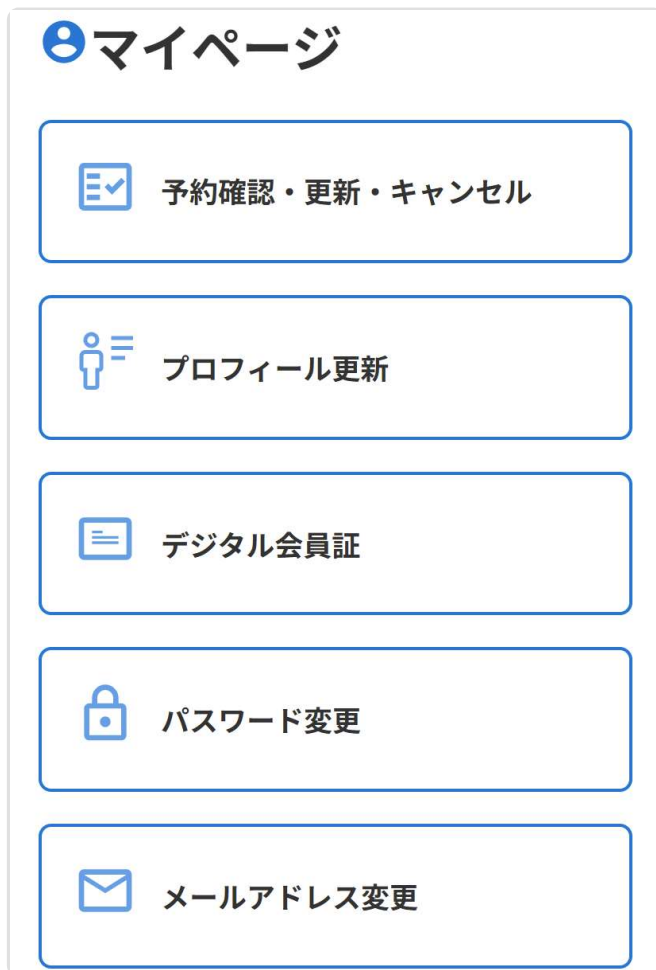 マイページ
予約確認・更新・キャンセル
プロフィール更新
デジタル会員証
パスワード変更
メールアドレス変更